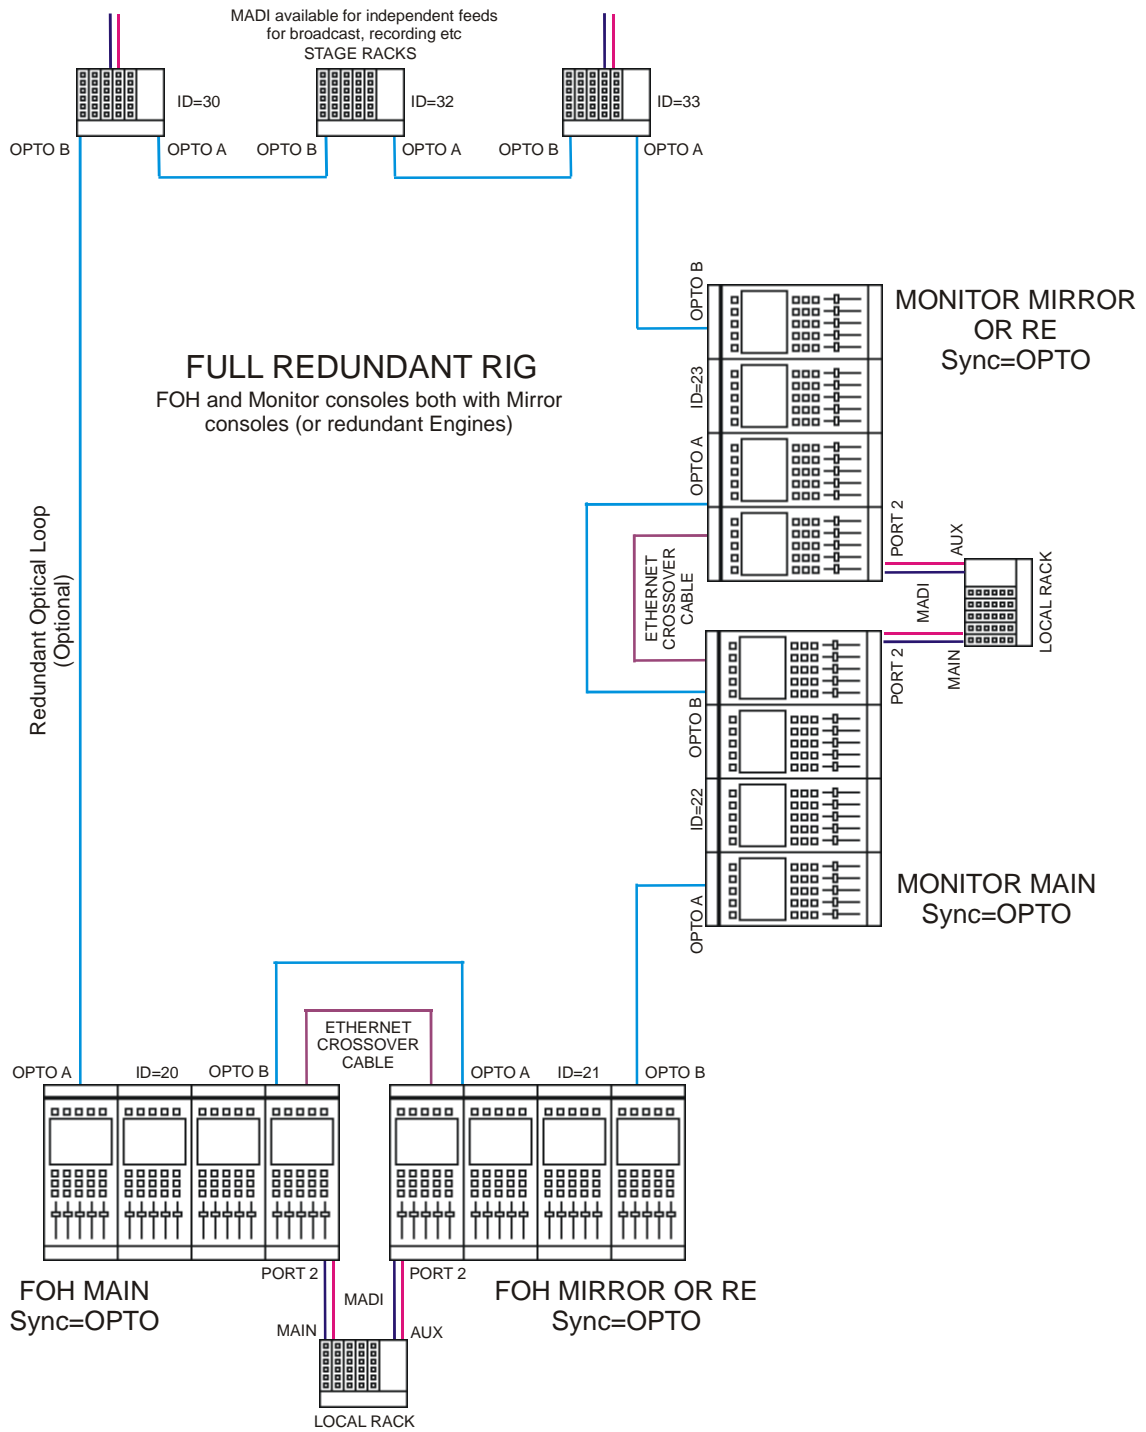 MADI available for independent feeds
for broadcast, recording etc
STAGE RACKS
ID=30
ID=32
ID=33
OPTO B
OPTO A
OPTO B
OPTO A
OPTO B
OPTO A
OPTO B
MONITOR MIRROR
OR RE
Sync=OPTO
FULL REDUNDANT RIG
FOH and Monitor consoles both with Mirror
consoles (or redundant Engines)
ID=23
OPTO A
Redundant Optical Loop
(Optional)
ETHERNET
CROSSOVER
CABLE
PORT 2
AUX
MADI
LOCAL RACK
PORT 2
MAIN
OPTO B
ID=22
OPTO A
MONITOR MAIN
Sync=OPTO
ETHERNET
CROSSOVER
CABLE
OPTO A
ID=20
OPTO B
OPTO A
ID=21
OPTO B
PORT 2
PORT 2
FOH MAIN
Sync=OPTO
MADI
FOH MIRROR OR RE
Sync=OPTO
MAIN
AUX
LOCAL RACK